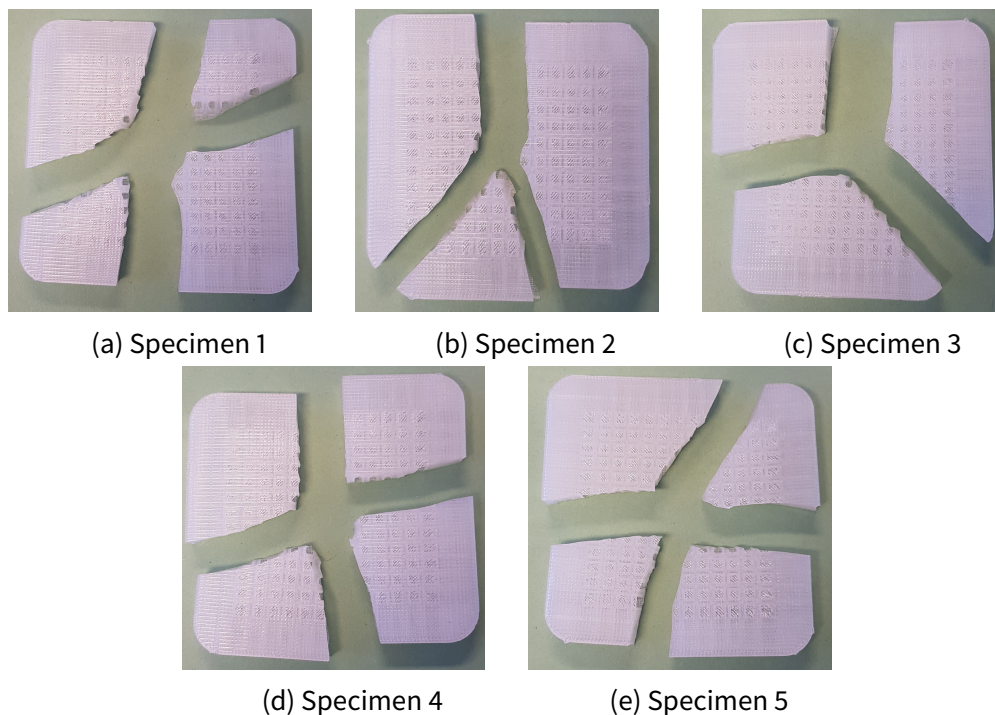 (a) Specimen 1
(b) Specimen 2
(c) Specimen 3
(d) Specimen 4
(e) Specimen 5